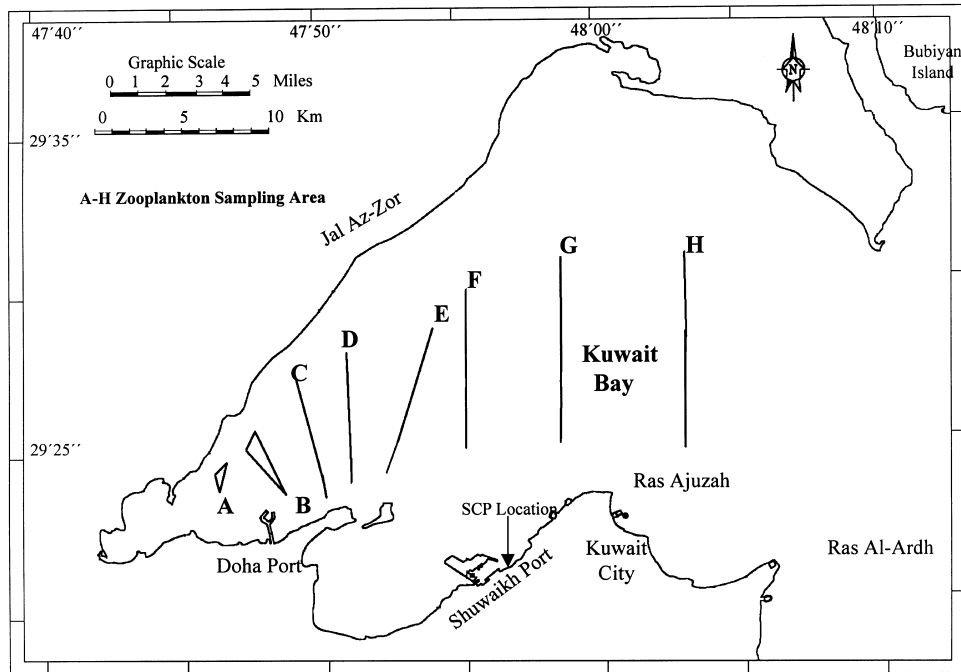 47´40´´ 47´50´´ 48´00´´ 48´10´´
Graphic Scale
0 1 2 3 4 5 Miles
0 5 10 Km
N
Bubiyan
Island
29´35´´
A-H Zooplankton Sampling Area
Jal Az-Zor
G H
F
E
D
Kuwait
Bay
C
29´25´´
Ras Ajuzah
A B
SCP Location
Doha Port
Shuwaikh Port
Kuwait
City
Ras Al-Ardh